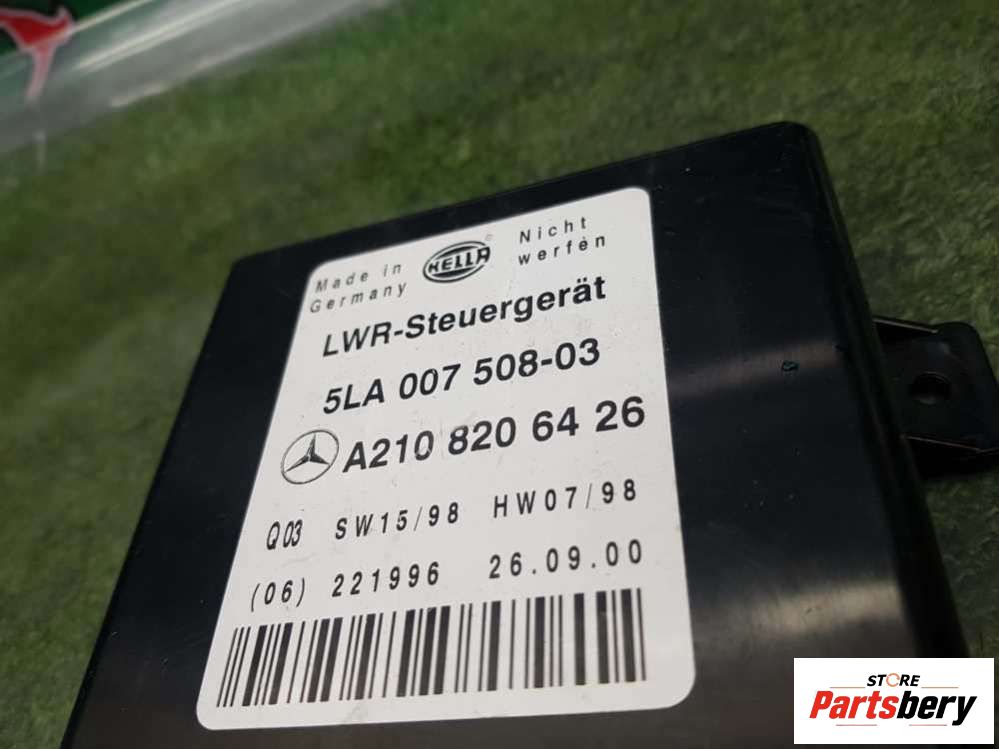 Made in
Germany
HELLA
Nicht
werfen
LWR-Steuergerät
5LA 007 508-03
A210 820 64 26
Q03 SW15/98 HW07/98
(06) 221996 26.09.00
STORE
Partsbery